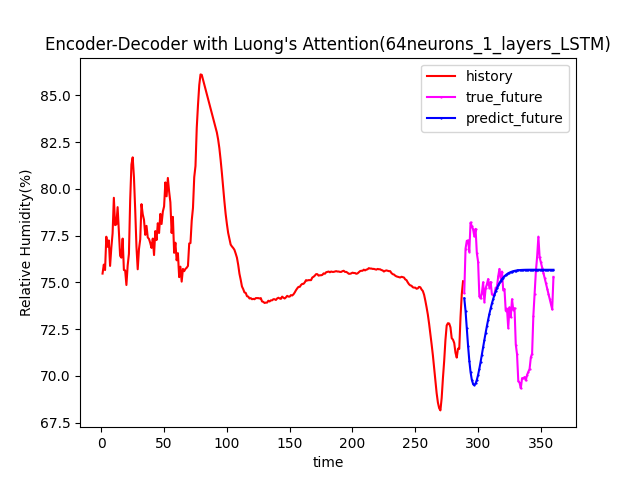 Encoder-Decoder with Luong's Attention(64neurons_1_layers_LSTM)
history
true_future
predict_future
Relative Humidity(%)
85.0
82.5
80.0
77.5
75.0
72.5
70.0
67.5
0 50 100 150 200 250 300 350
time